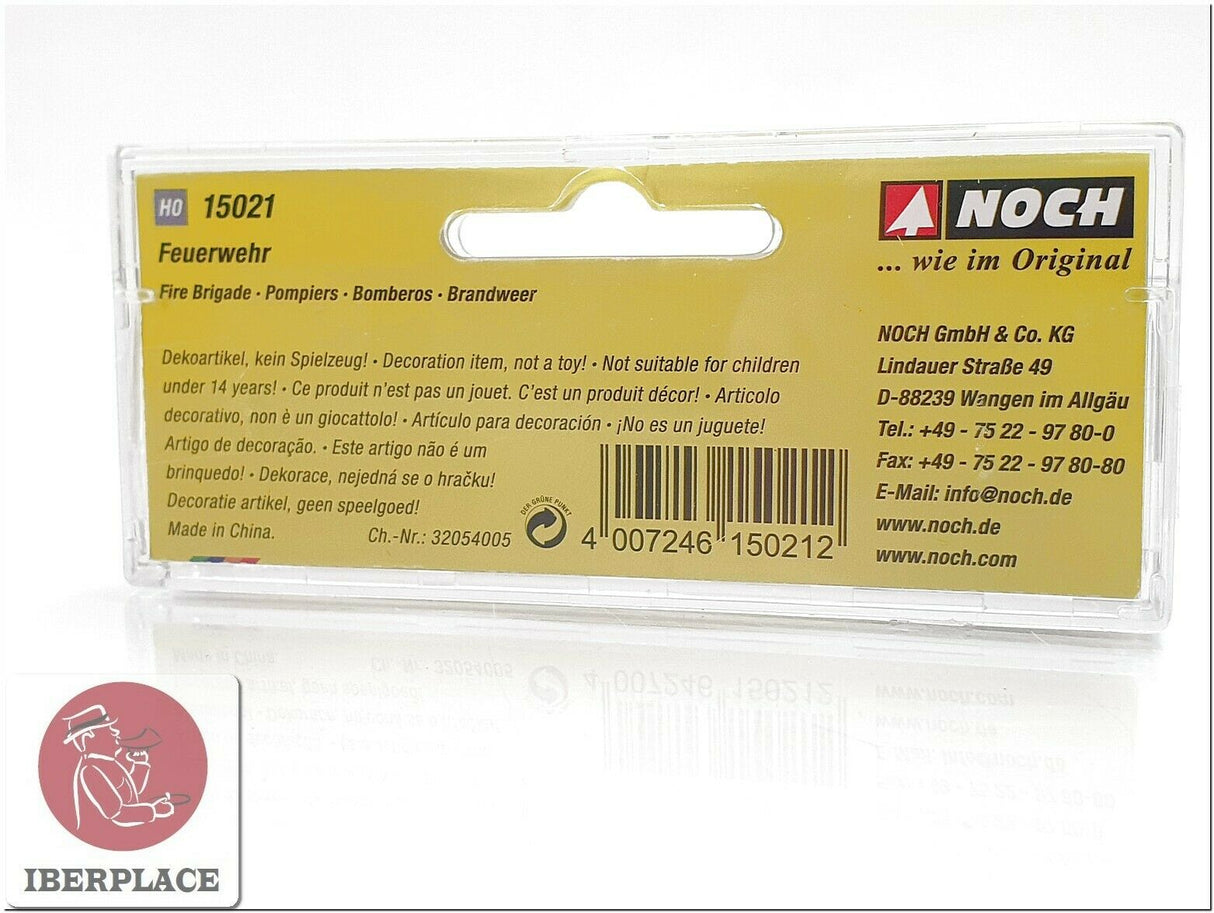 HO 15021
Feuerwehr
Fire Brigade · Pompiers · Bomberos · Brandweer
Dekoartikel, kein Spielzeug! · Decoration item, not a toy! · Not suitable for children
under 14 years! · Ce produit n'est pas un jouet. C'est un produit décor! · Articolo
decorativo, non è un giocattolo! · Artículo para decoración · ¡No es un juguete!
Artigo de decoração. · Este artigo não é um
brinquedo! · Dekorace, nejedná se o hračku!
Decoratie artikel, geen speelgoed!
Made in China.
Ch.-Nr.: 32054005
DER GRÜNE PUNKT
4 007246 150212
NOCH
... wie im Original
NOCH GmbH & Co. KG
Lindauer Straße 49
D-88239 Wangen im Allgäu
Tel.: +49 - 75 22 - 97 80-0
Fax: +49 - 75 22 - 97 80-80
E-Mail: info@noch.de
www.noch.de
www.noch.com
IBERPLACE